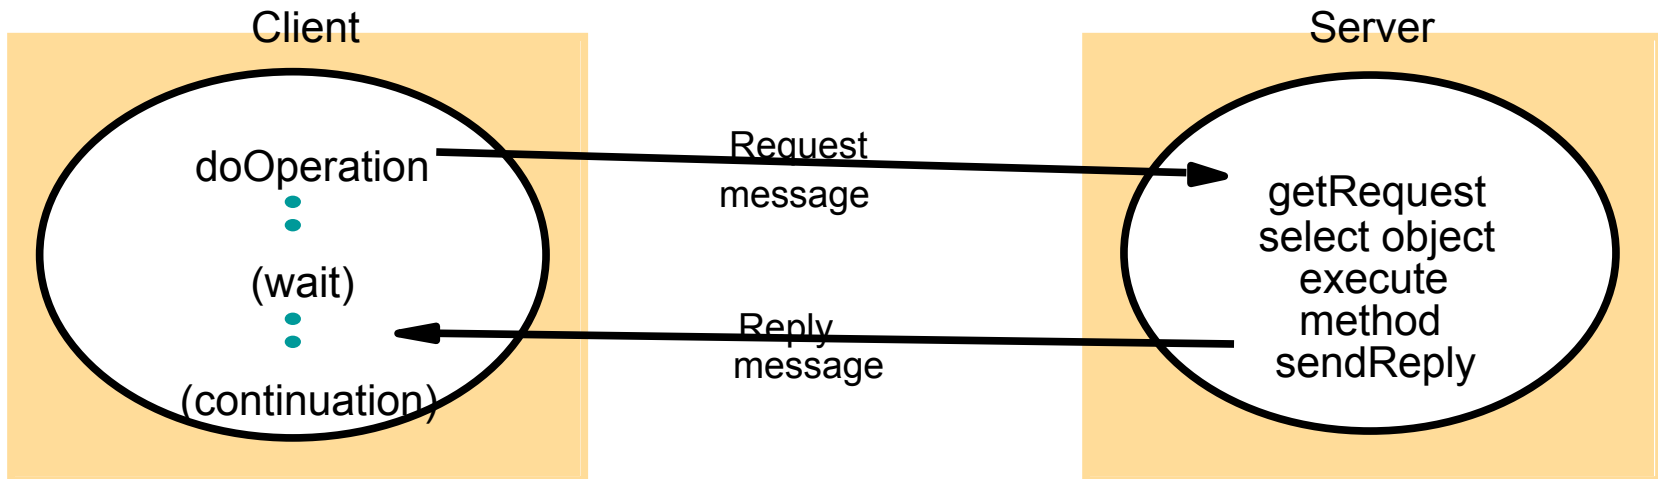 Client
doOperation
(wait)
(continuation)
Request
message
Reply
message
Server
getRequest
select object
execute
method
sendReply